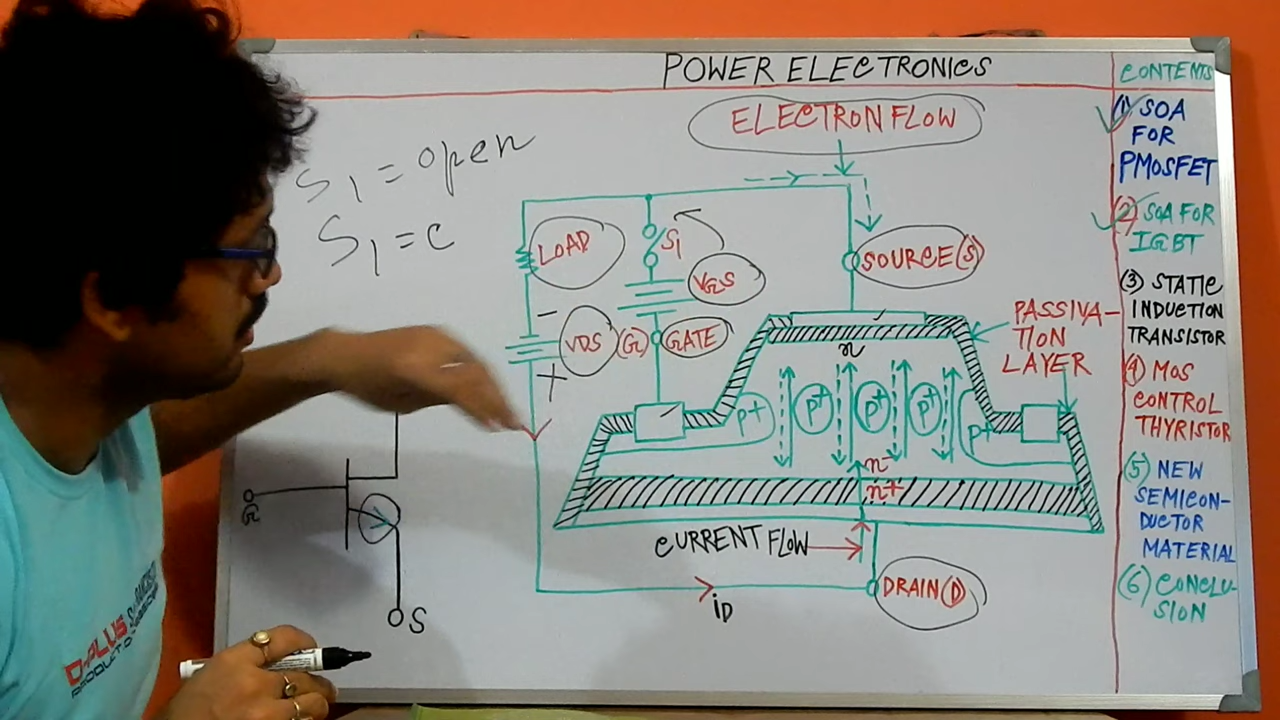 POWER ELECTRONICS
ELECTRON FLOW
S1 = open
S1 = C
LOAD
S1
VGS
SOURCE(S)
-
VDS
+
(G) GATE
PASSIVA-
TION
LAYER
n
p+
p+
p+
p+
p+
n-
n+
CURRENT FLOW
iD
DRAIN(D)
G
S
CONTENTS
(1) SOA
FOR
PMOSFET
(2) SOA FOR
IGBT
(3) STATIC
INDUCTION
TRANSISTOR
(4) MOS
CONTROL
THYRISTOR
(5) NEW
SEMICON-
DUCTOR
MATERIAL
(6) CONCLU-
SION
D-PLUS